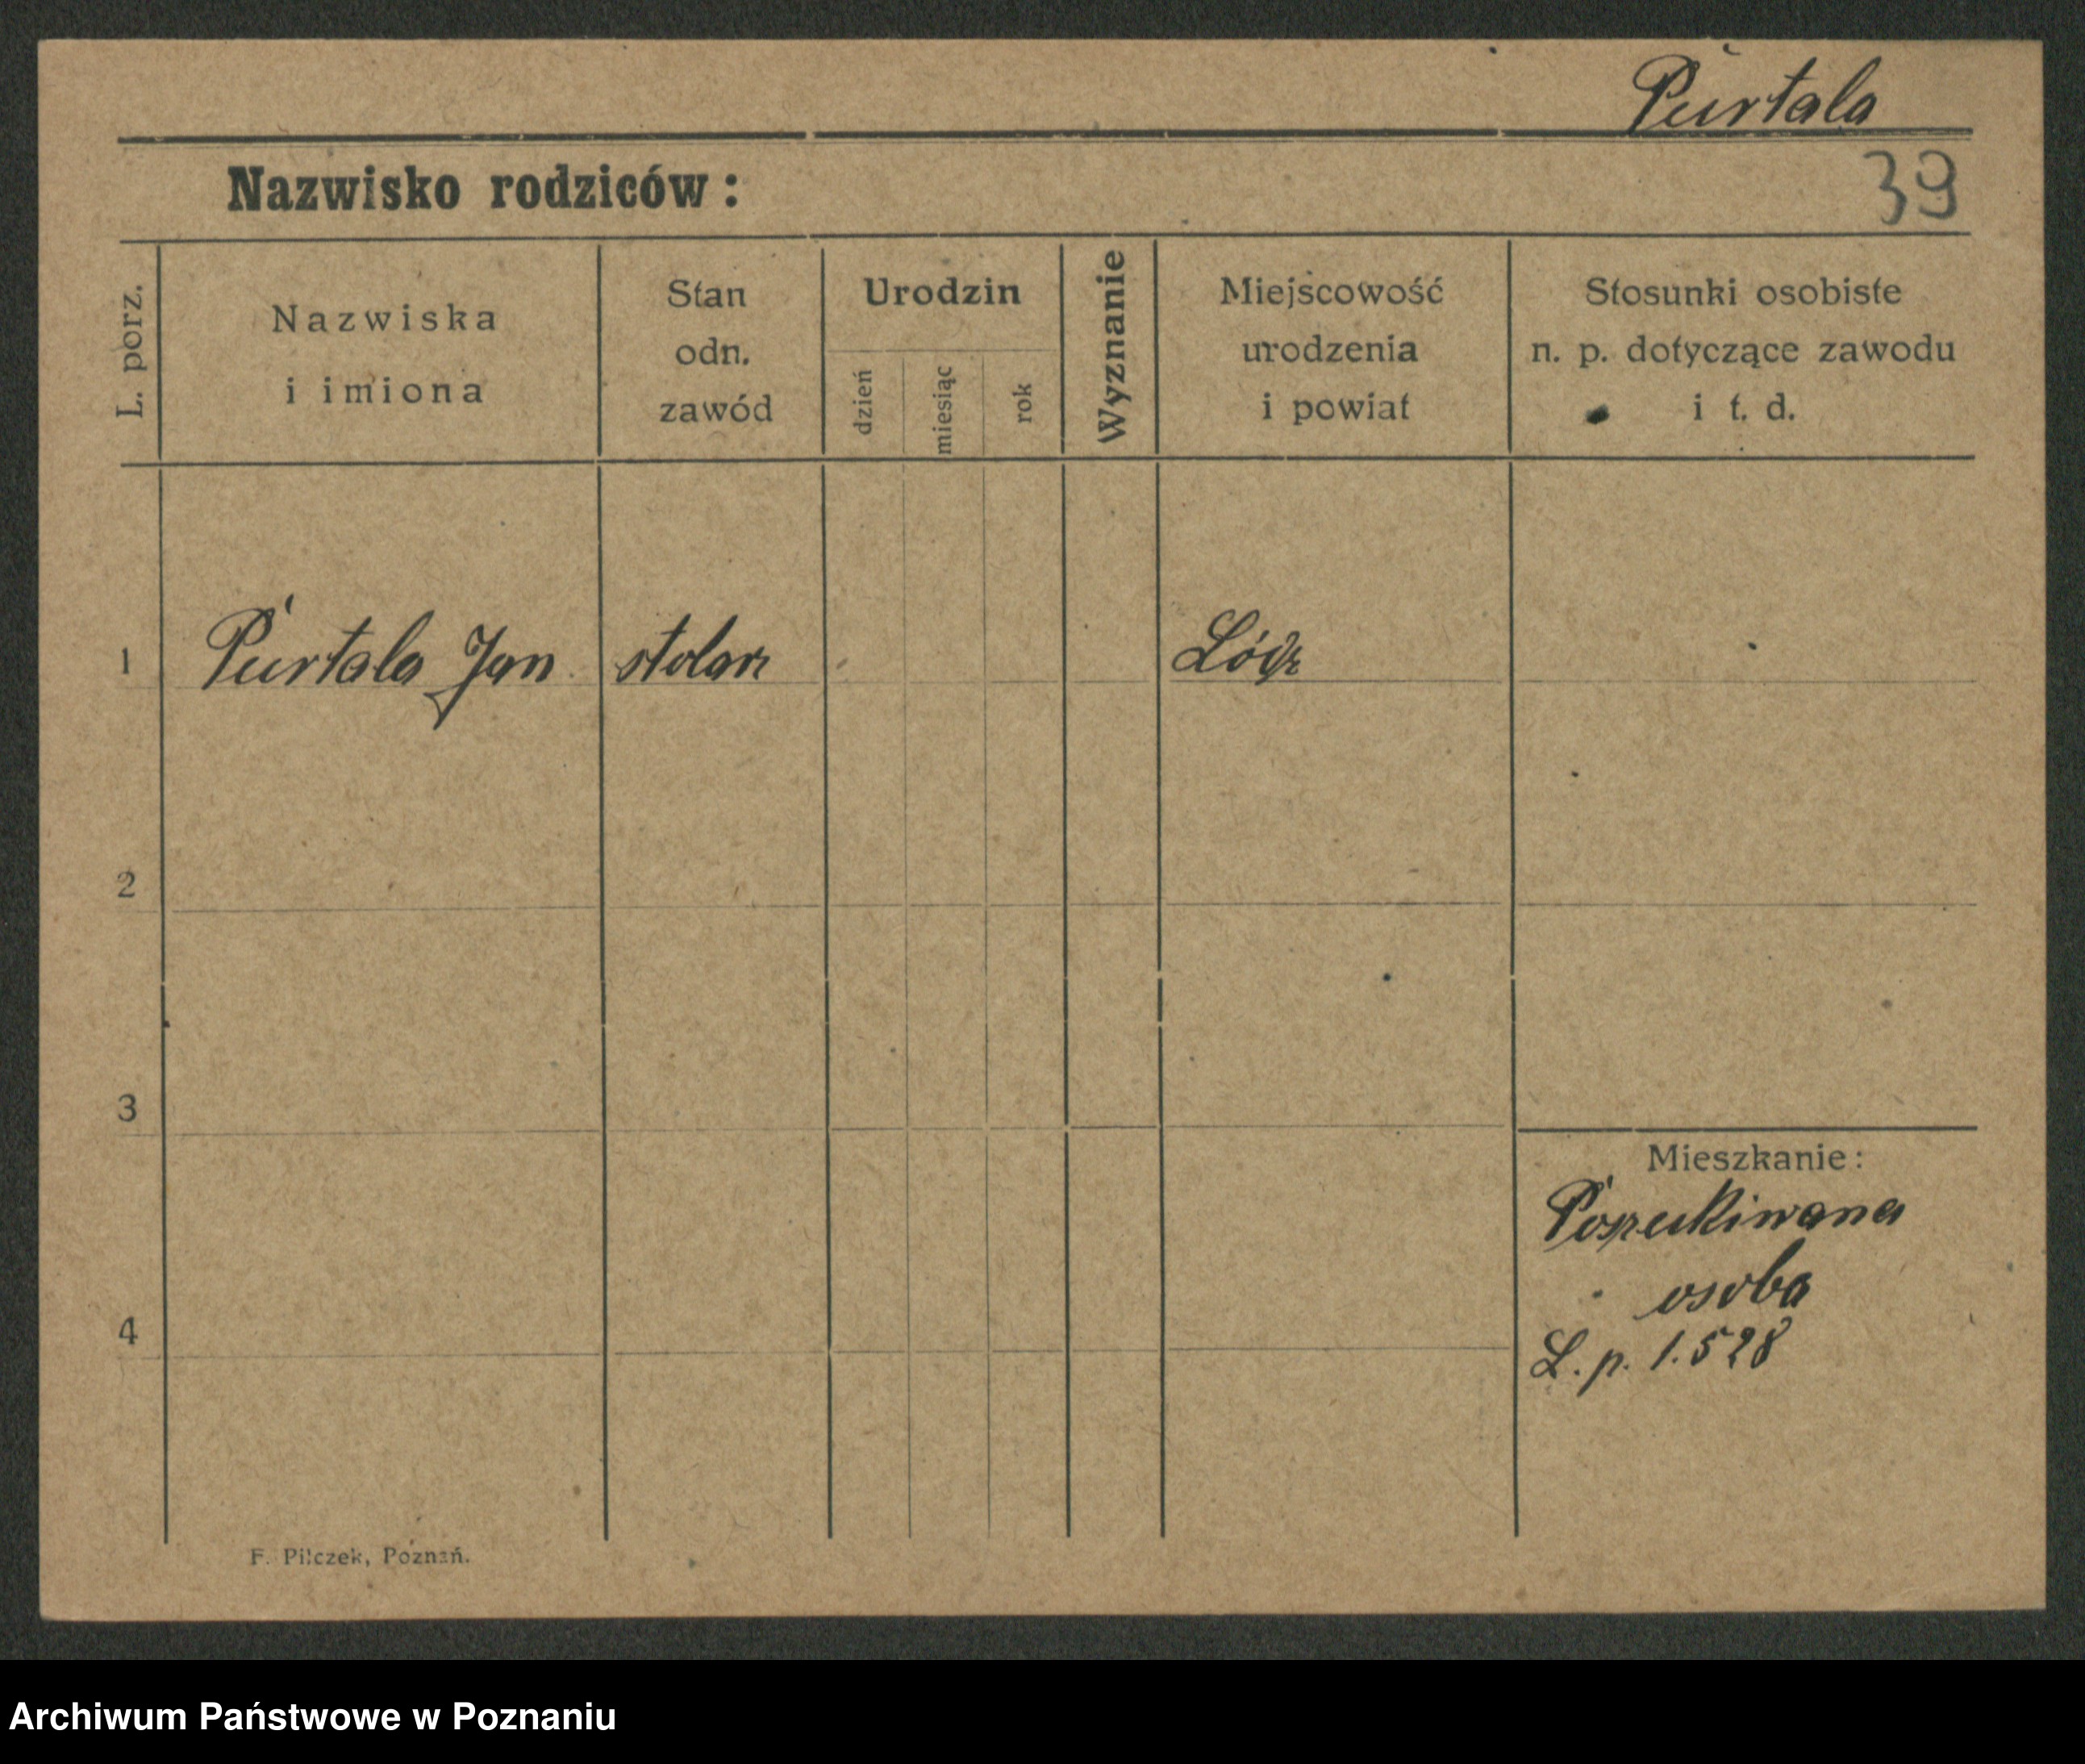 Purtala
Nazwisko rodziców:
39
L. porz.
Nazwiska
i imiona
Stan
odn.
zawód
Urodzin
dzień
miesiąc
rok
Wyznanie
Miejscowość
urodzenia
i powiat
Stosunki osobiste
n. p. dotyczące zawodu
i t. d.
1 Purtala Jan stolarz Łódź
2
3
Mieszkanie:
Poszukiwana
osoba
4
L. p. 1.528
F. Pilczek, Poznań.
Archiwum Państwowe w Poznaniu